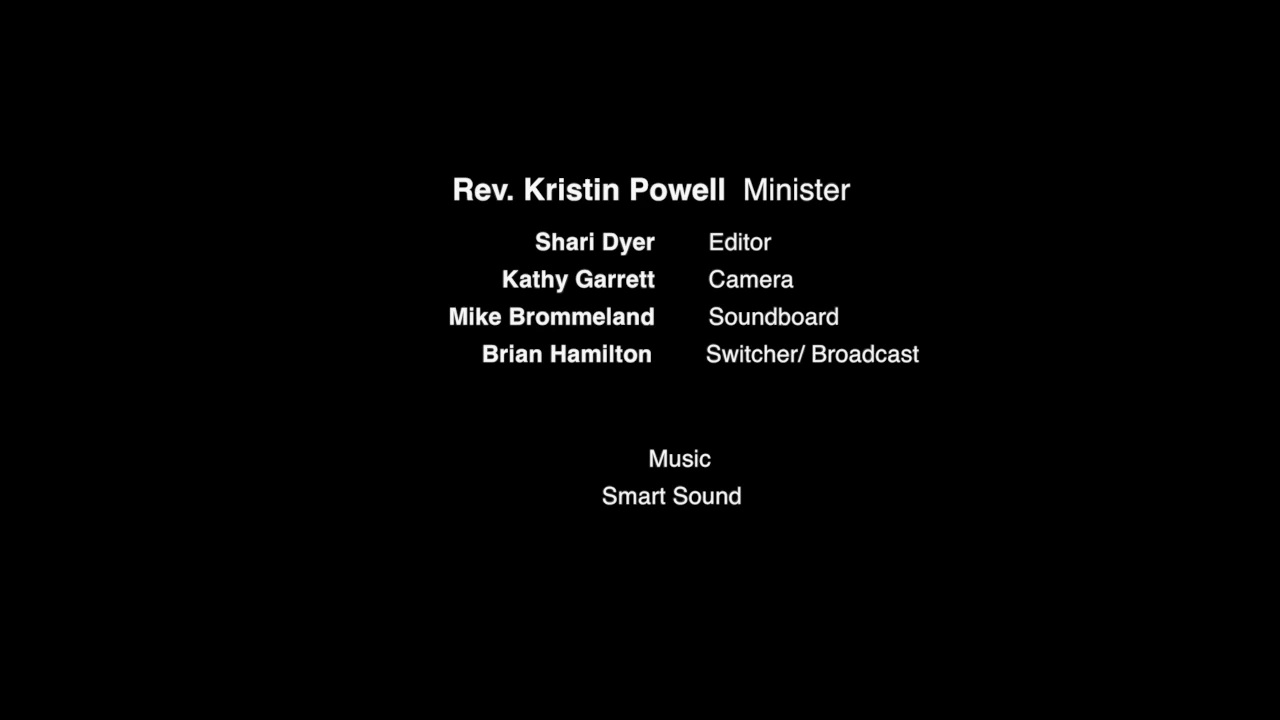 Rev. Kristin Powell Minister
Shari Dyer Editor
Kathy Garrett Camera
Mike Brommeland Soundboard
Brian Hamilton Switcher/ Broadcast
Music
Smart Sound